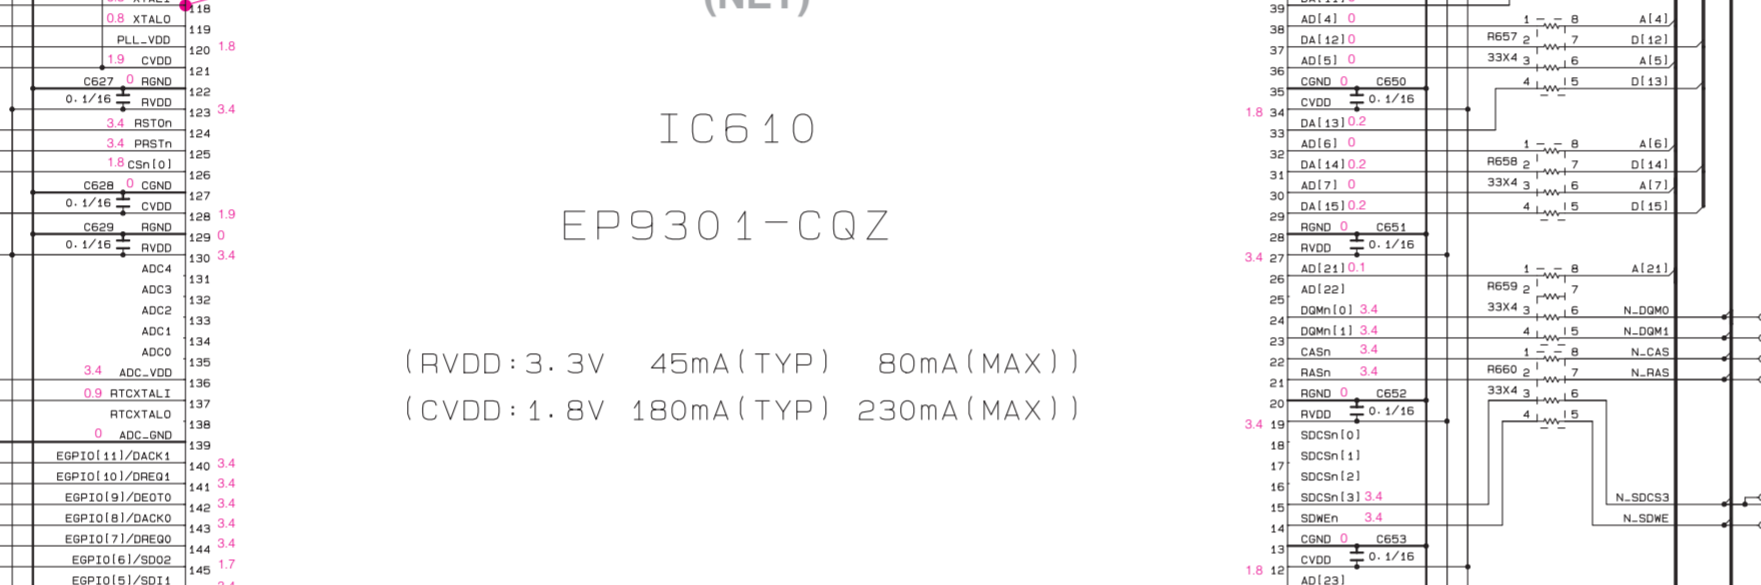 (NET)
IC610
EP9301-CQZ
(RVDD:3.3V 45mA(TYP) 80mA(MAX))
(CVDD:1.8V 180mA(TYP) 230mA(MAX))
118
0.8 XTALO
119
PLL_VDD
120 1.8
1.9 CVDD
121
C627 0 RGND
122
0.1/16 RVDD
123 3.4
3.4 RSTOn
124
3.4 PRSTn
125
1.8 CSn[0]
126
C628 0 CGND
127
0.1/16 CVDD
128 1.9
C629 RGND
129 0
0.1/16 RVDD
130 3.4
ADC4
131
ADC3
132
ADC2
133
ADC1
134
ADC0
135
3.4 ADC_VDD
136
0.9 RTCXTALI
137
RTCXTALO
138
0 ADC_GND
139
EGPIO[11]/DACK1
140 3.4
EGPIO[10]/DREQ1
141 3.4
EGPIO[9]/DEOT0
142 3.4
EGPIO[8]/DACK0
143 3.4
EGPIO[7]/DREQ0
144 3.4
EGPIO[6]/SDO2
145 1.7
EGPIO[5]/SDI1
39
AD[4] 0 1 8 A[4]
38
DA[12] 0 R657 2 7 D[12]
37
AD[5] 0 33X4 3 6 A[5]
36
CGND 0 C650 4 5 D[13]
35
CVDD 0.1/16
1.8 34
DA[13] 0.2
33
AD[6] 0 1 8 A[6]
32
DA[14] 0.2 R658 2 7 D[14]
31
AD[7] 0 33X4 3 6 A[7]
30
DA[15] 0.2 4 5 D[15]
29
RGND 0 C651
28
RVDD 0.1/16
3.4 27
AD[21] 0.1 1 8 A[21]
26
AD[22] R659 2 7
25
DQMn[0] 3.4 33X4 3 6 N_DQM0
24
DQMn[1] 3.4 4 5 N_DQM1
23
CASn 3.4 1 8 N_CAS
22
RASn 3.4 R660 2 7 N_RAS
21
RGND 0 C652 33X4 3 6
20
RVDD 0.1/16 4 5
3.4 19
SDCSn[0]
18
SDCSn[1]
17
SDCSn[2]
16
SDCSn[3] 3.4 N_SDCS3
15
SDWEn 3.4 N_SDWE
14
CGND 0 C653
13
CVDD 0.1/16
1.8 12
AD[23]